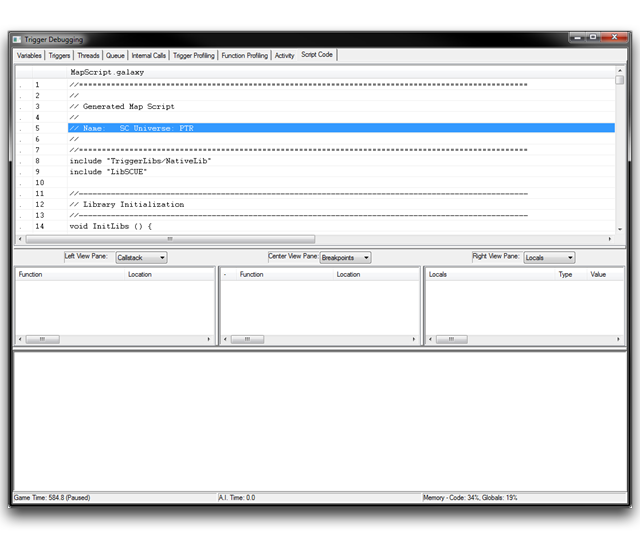 Trigger Debugging
Variables Triggers Threads Queue Internal Calls Trigger Profiling Function Profiling Activity Script Code
MapScript.galaxy
. 1 //==================================================================================================
. 2 //
. 3 // Generated Map Script
. 4 //
. 5 // Name:   SC Universe: PTR
. 6 //
. 7 //==================================================================================================
. 8 include "TriggerLibs/NativeLib"
. 9 include "LibSCUE"
. 10
. 11 //--------------------------------------------------------------------------------------------------
. 12 // Library Initialization
. 13 //--------------------------------------------------------------------------------------------------
. 14 void InitLibs () {
Left View Pane: Callstack Center View Pane: Breakpoints Right View Pane: Locals
Function Location - Function Location Locals Type Value
Game Time: 584.8 (Paused) A.I. Time: 0.0 Memory - Code: 34%, Globals: 19%